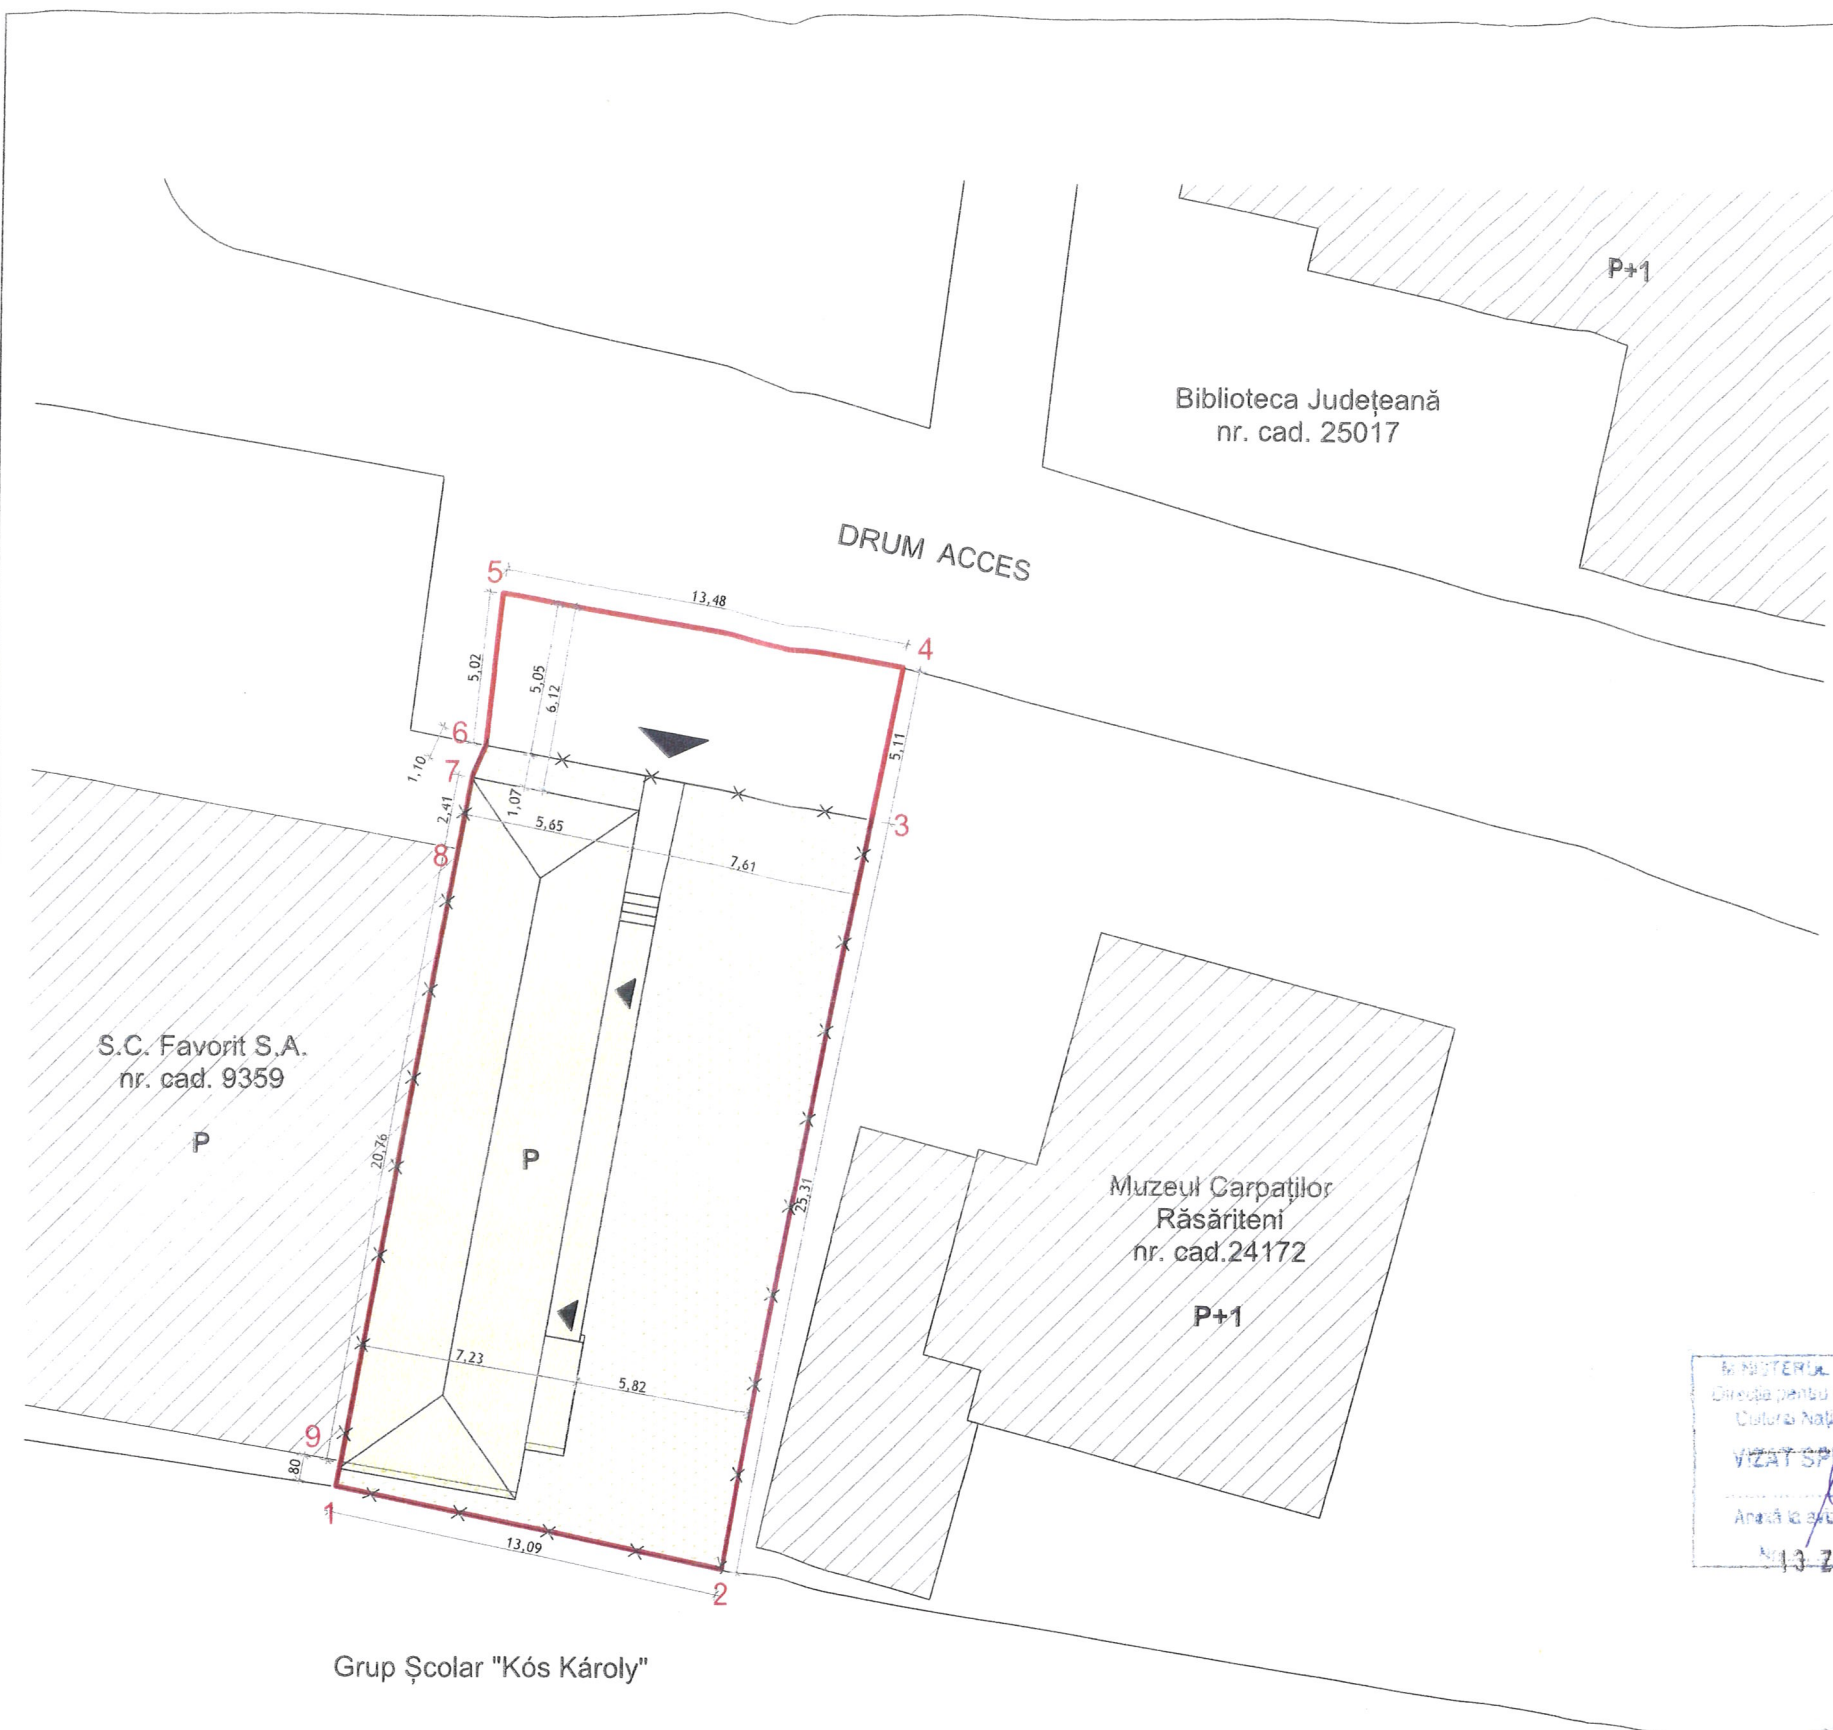 P+1
Biblioteca Județeană
nr. cad. 25017
DRUM ACCES
5
13,48
4
5,02
5,05
6,12
5,11
6
1,10
7
2,41
1,07
5,65
7,61
3
8
S.C. Favorit S.A.
nr. cad. 9359
P
20,76
P
25,31
Muzeul Carpaților
Răsăriteni
nr. cad.24172
P+1
7,23
5,82
9
,80
1
13,09
2
VIZAT
Anexă la
13
Grup Școlar "Kós Károly"